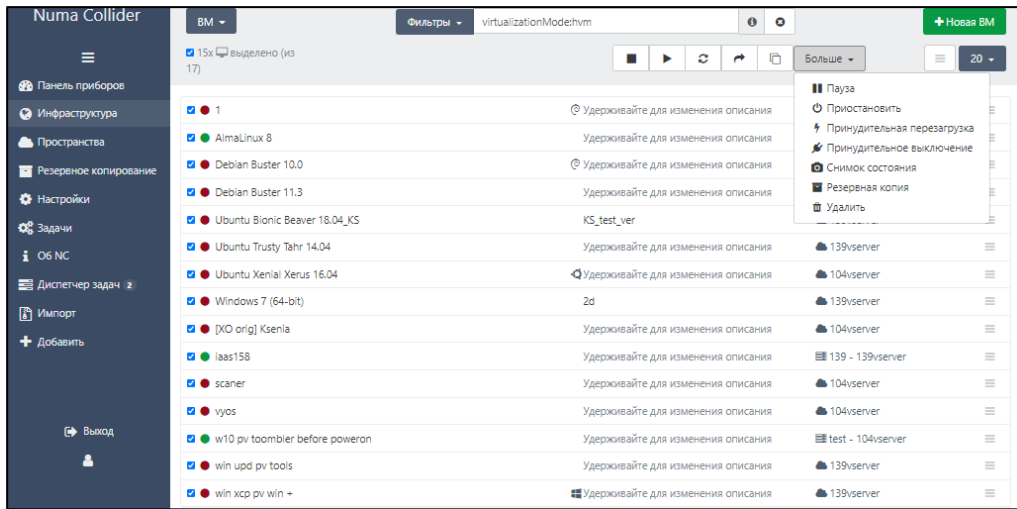 Numa Collider
ВМ
Фильтры
virtualizationMode:hvm
+ Новая ВМ
15x выделено (из
17)
Больше
20
Панель приборов
Инфраструктура
Пространства
Резервное копирование
Настройки
Задачи
Об NC
Диспетчер задач 2
Импорт
Добавить
Выход
Пауза
Приостановить
Принудительная перезагрузка
Принудительное выключение
Снимок состояния
Резервная копия
Удалить
1 Удерживайте для изменения описания
AlmaLinux 8 Удерживайте для изменения описания
Debian Buster 10.0 Удерживайте для изменения описания
Debian Buster 11.3 Удерживайте для изменения описания
Ubuntu Bionic Beaver 18.04_KS KS_test_ver
Ubuntu Trusty Tahr 14.04 Удерживайте для изменения описания 139vserver
Ubuntu Xenial Xerus 16.04 Удерживайте для изменения описания 104vserver
Windows 7 (64-bit) 2d 139vserver
[XO orig] Ksenia Удерживайте для изменения описания 104vserver
iaas158 Удерживайте для изменения описания 139 - 139vserver
scaner Удерживайте для изменения описания 104vserver
vyos Удерживайте для изменения описания 104vserver
w10 pv toombler before poweron Удерживайте для изменения описания test - 104vserver
win upd pv tools Удерживайте для изменения описания 139vserver
win xcp pv win + Удерживайте для изменения описания 139vserver